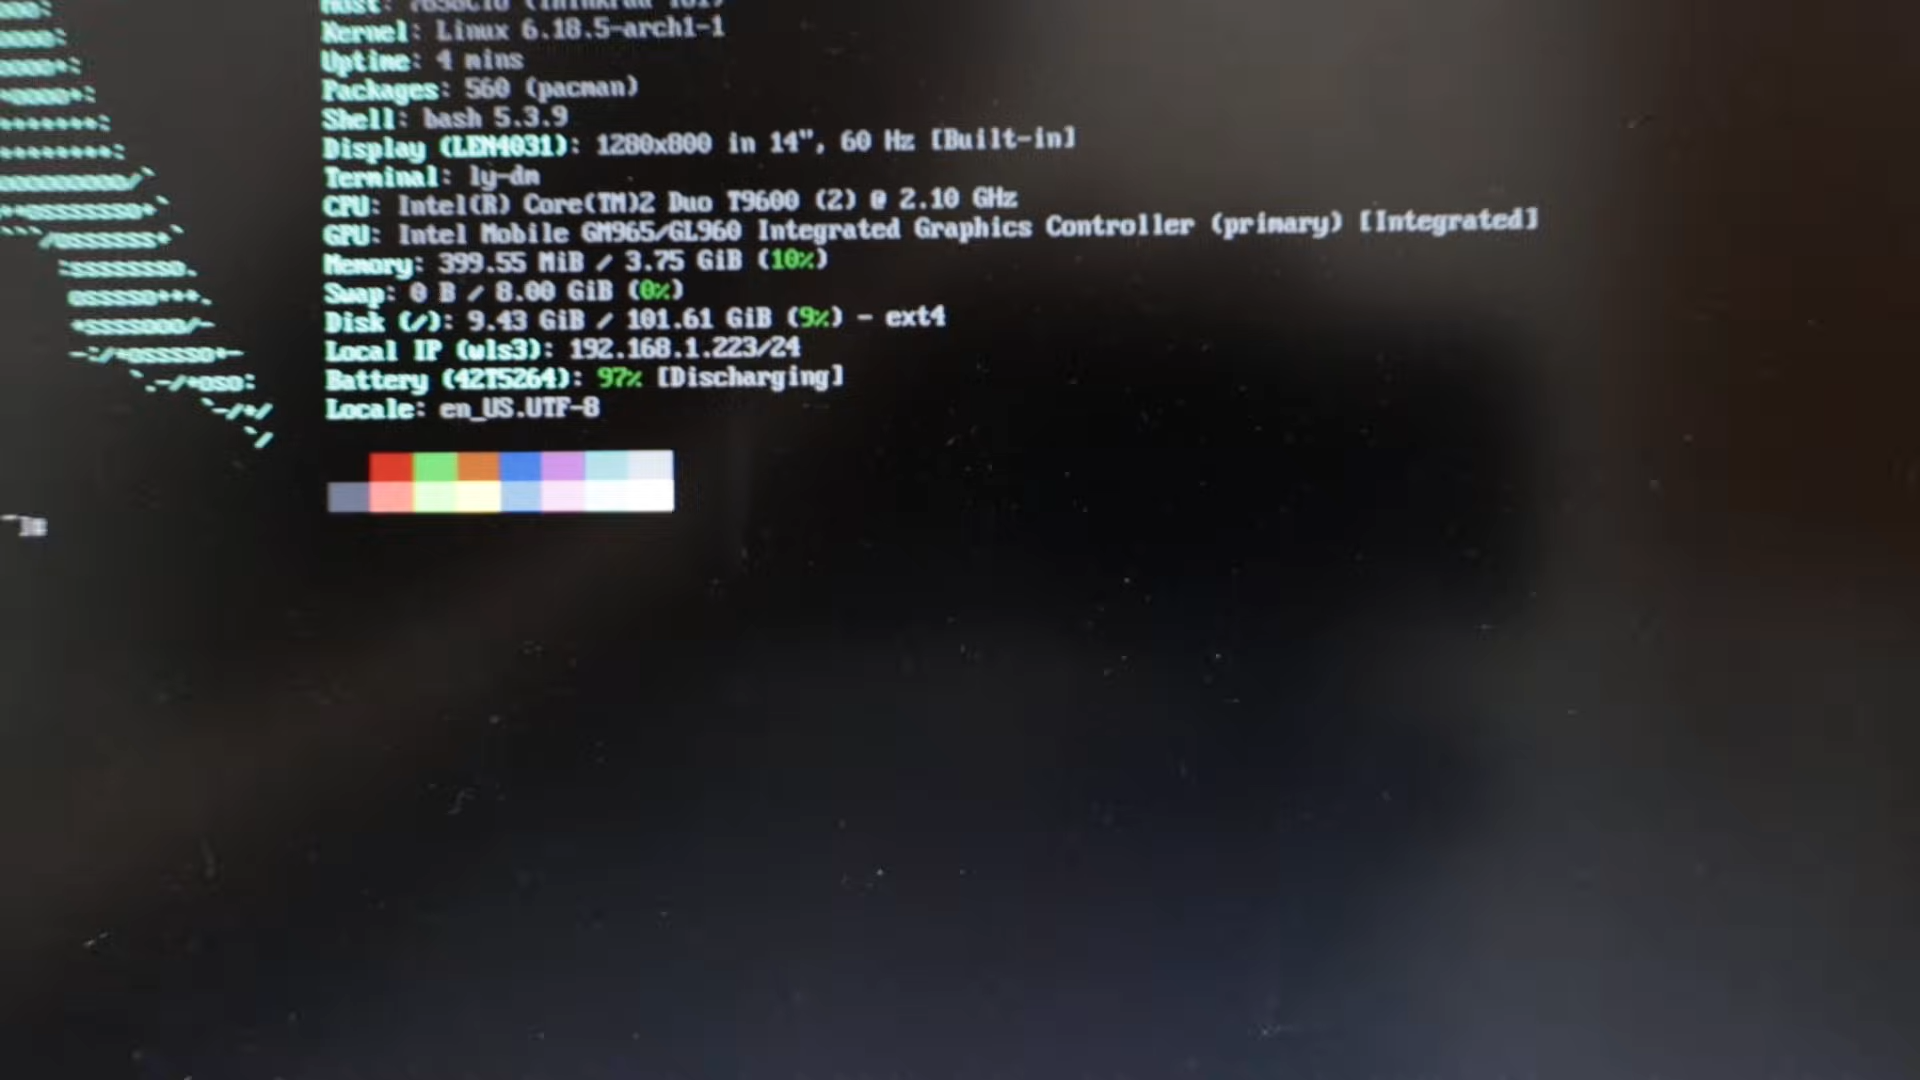 Host: 7658CTO (ThinkPad T61)
Kernel: Linux 6.18.5-arch1-1
Uptime: 4 mins
Packages: 560 (pacman)
Shell: bash 5.3.9
Display (LEN4031): 1280x800 in 14", 60 Hz [Built-in]
Terminal: ly-dm
CPU: Intel(R) Core(TM)2 Duo T9600 (2) @ 2.10 GHz
GPU: Intel Mobile GM965/GL960 Integrated Graphics Controller (primary) [Integrated]
Memory: 399.55 MiB / 3.75 GiB (10%)
Swap: 0 B / 8.00 GiB (0%)
Disk (/): 9.43 GiB / 101.61 GiB (9%) - ext4
Local IP (wls3): 192.168.1.223/24
Battery (42T5264): 97% [Discharging]
Locale: en_US.UTF-8
~]$